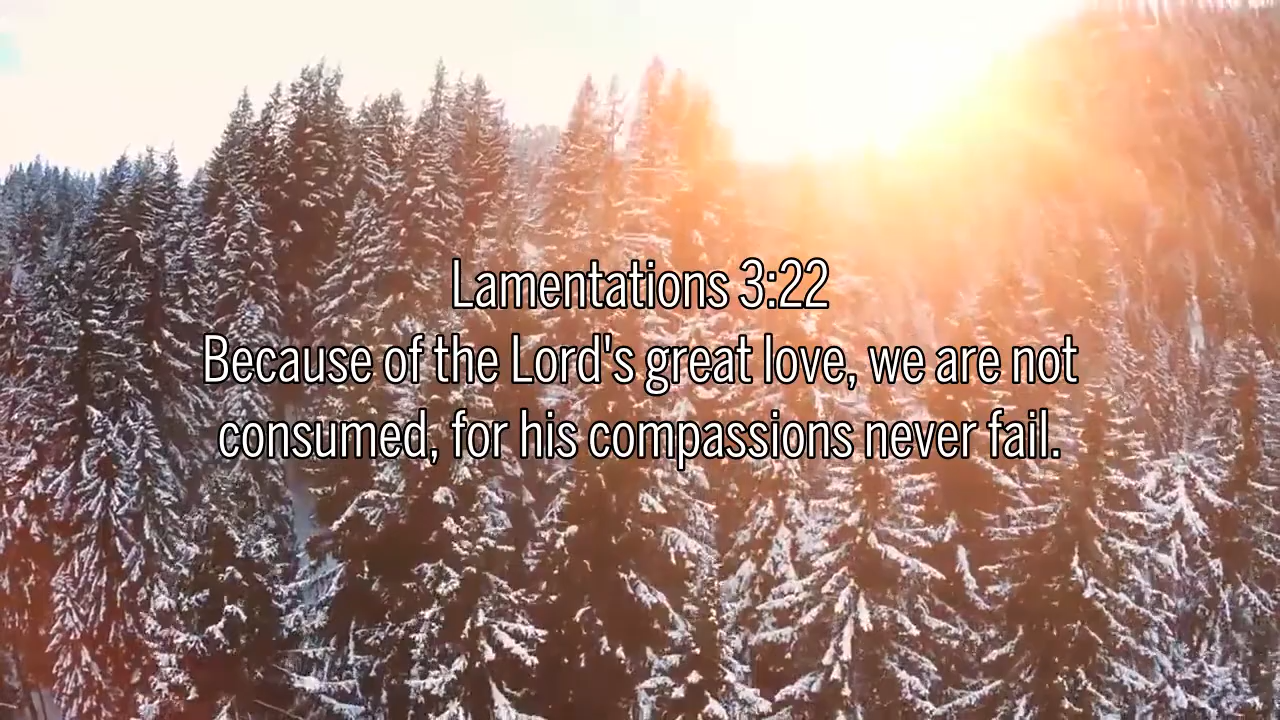 Lamentations 3:22
Because of the Lord's great love, we are not
consumed, for his compassions never fail.